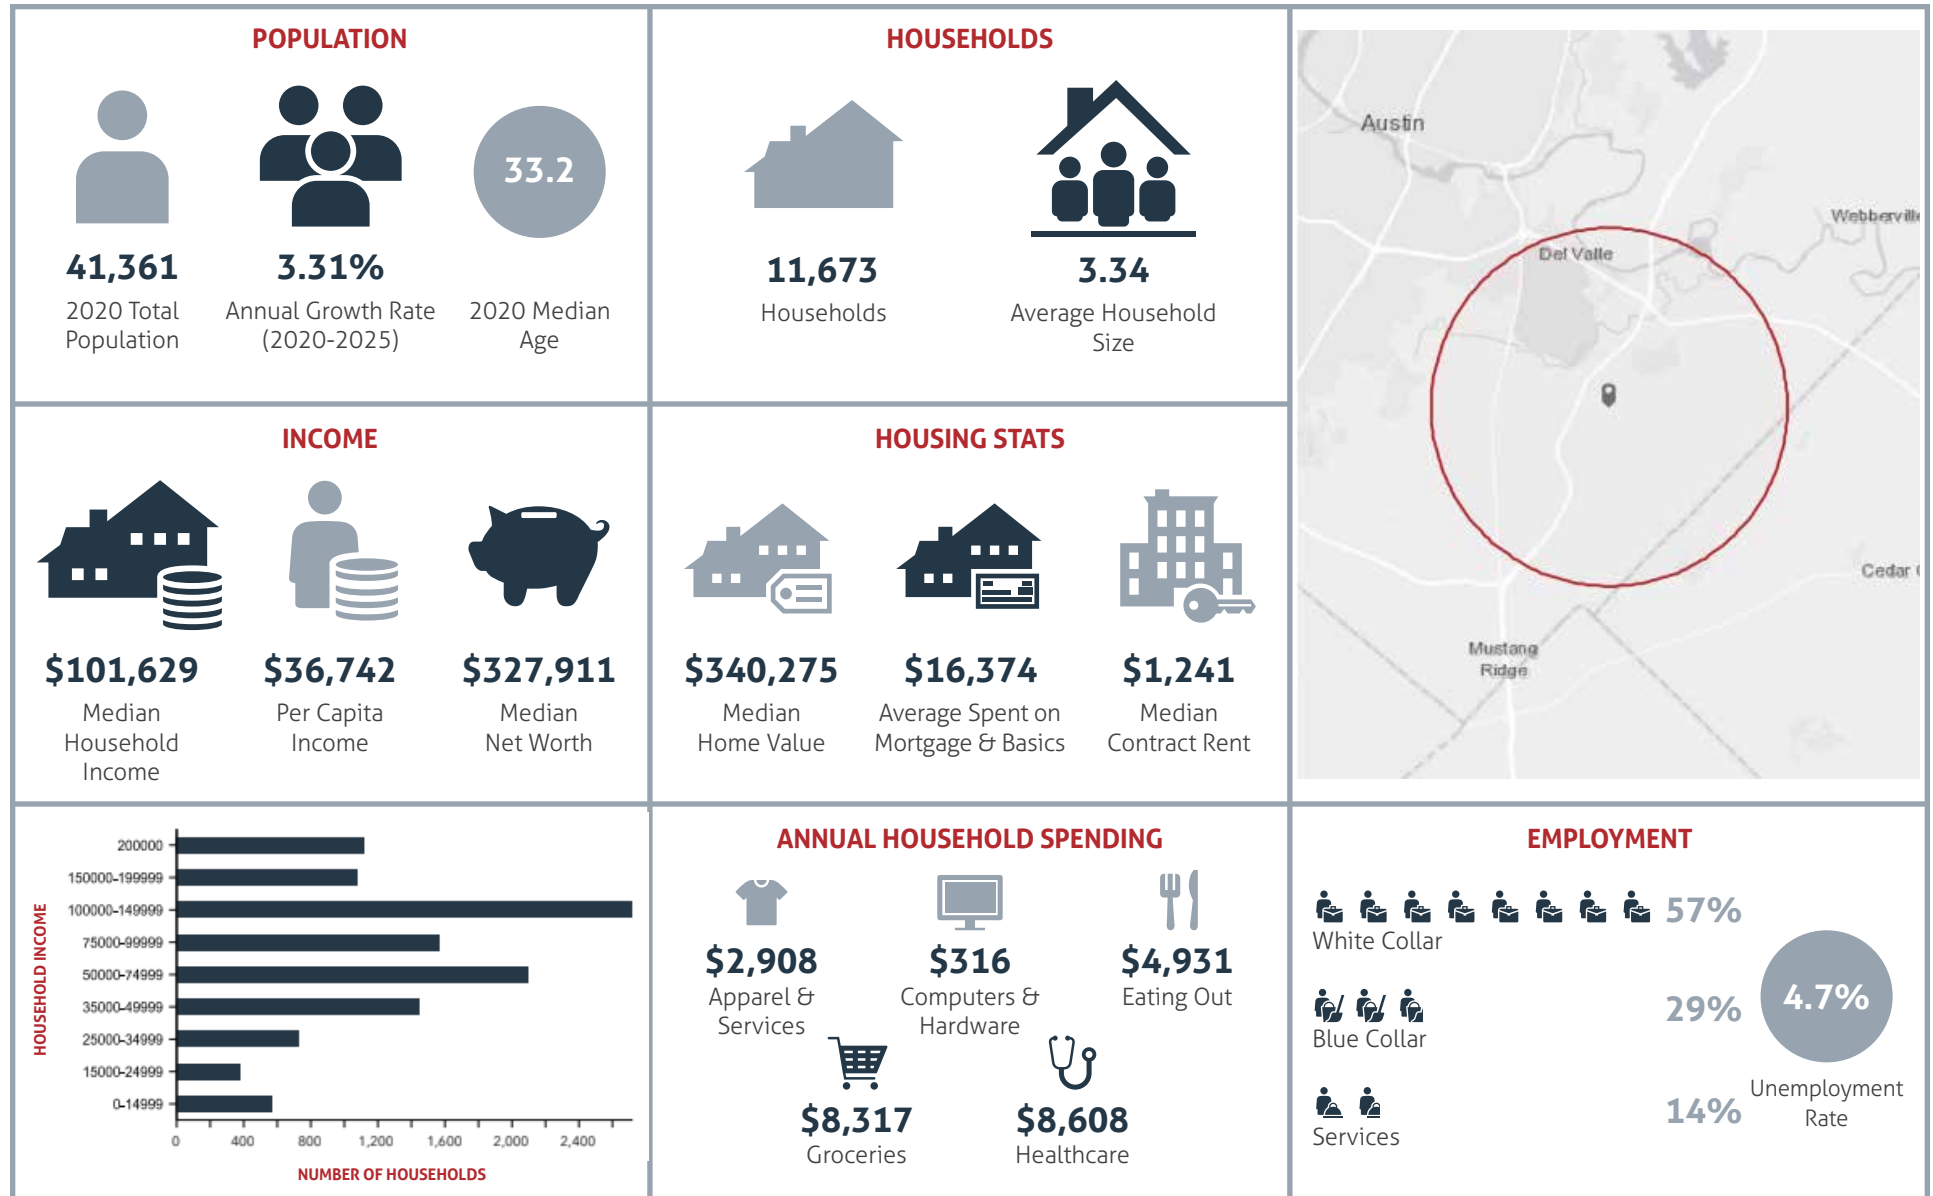 POPULATION
33.2
41,361
2020 Total
Population
3.31%
Annual Growth Rate
(2020-2025)
2020 Median
Age
HOUSEHOLDS
11,673
Households
3.34
Average Household
Size
Austin
Webberville
Del Valle
Cedar
Mustang
Ridge
INCOME
$101,629
Median
Household
Income
$36,742
Per Capita
Income
$327,911
Median
Net Worth
HOUSING STATS
$340,275
Median
Home Value
$16,374
Average Spent on
Mortgage & Basics
$1,241
Median
Contract Rent
HOUSEHOLD INCOME
200000
150000-199999
100000-149999
75000-99999
50000-74999
35000-49999
25000-34999
15000-24999
0-14999
0 400 800 1,200 1,600 2,000 2,400
NUMBER OF HOUSEHOLDS
ANNUAL HOUSEHOLD SPENDING
$2,908
Apparel &
Services
$316
Computers &
Hardware
$4,931
Eating Out
$8,317
Groceries
$8,608
Healthcare
EMPLOYMENT
57%
White Collar
29%
Blue Collar
14%
Services
4.7%
Unemployment
Rate